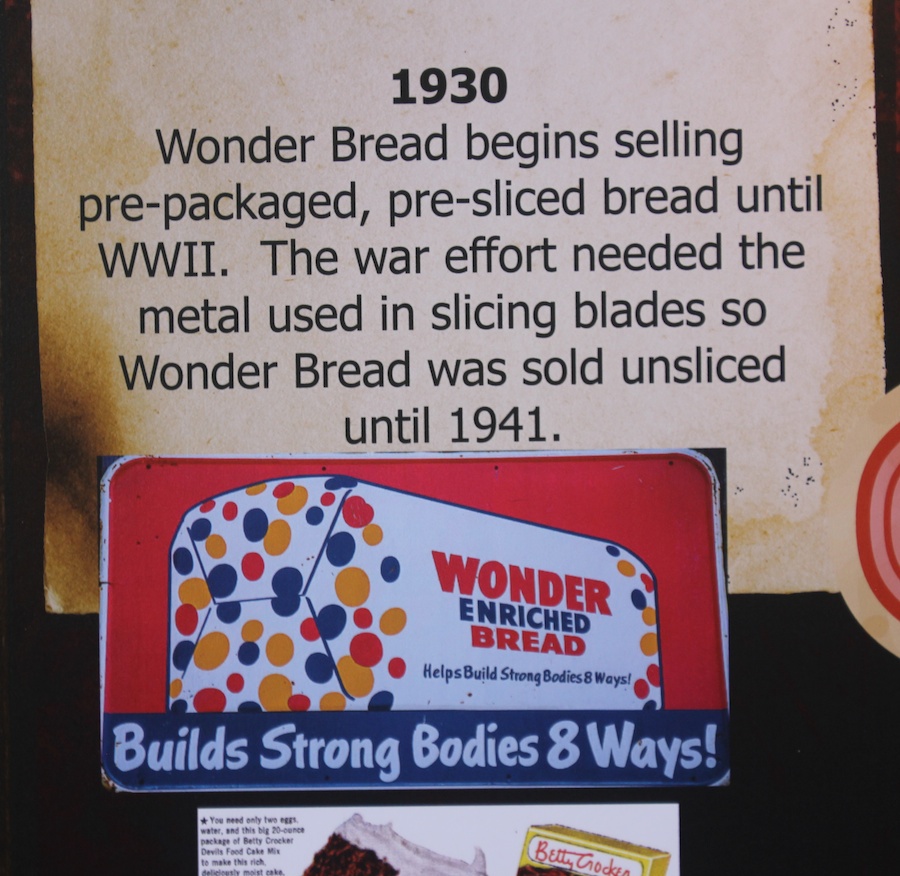 1930
Wonder Bread begins selling
pre-packaged, pre-sliced bread until
WWII.  The war effort needed the
metal used in slicing blades so
Wonder Bread was sold unsliced
until 1941.
WONDER
ENRICHED
BREAD
Helps Build Strong Bodies 8 Ways!
Builds Strong Bodies 8 Ways!
★ You need only two eggs,
water, and this big 20-ounce
package of Betty Crocker
Devils Food Cake Mix
to make this rich,
deliciously moist cake.
Betty Crocker